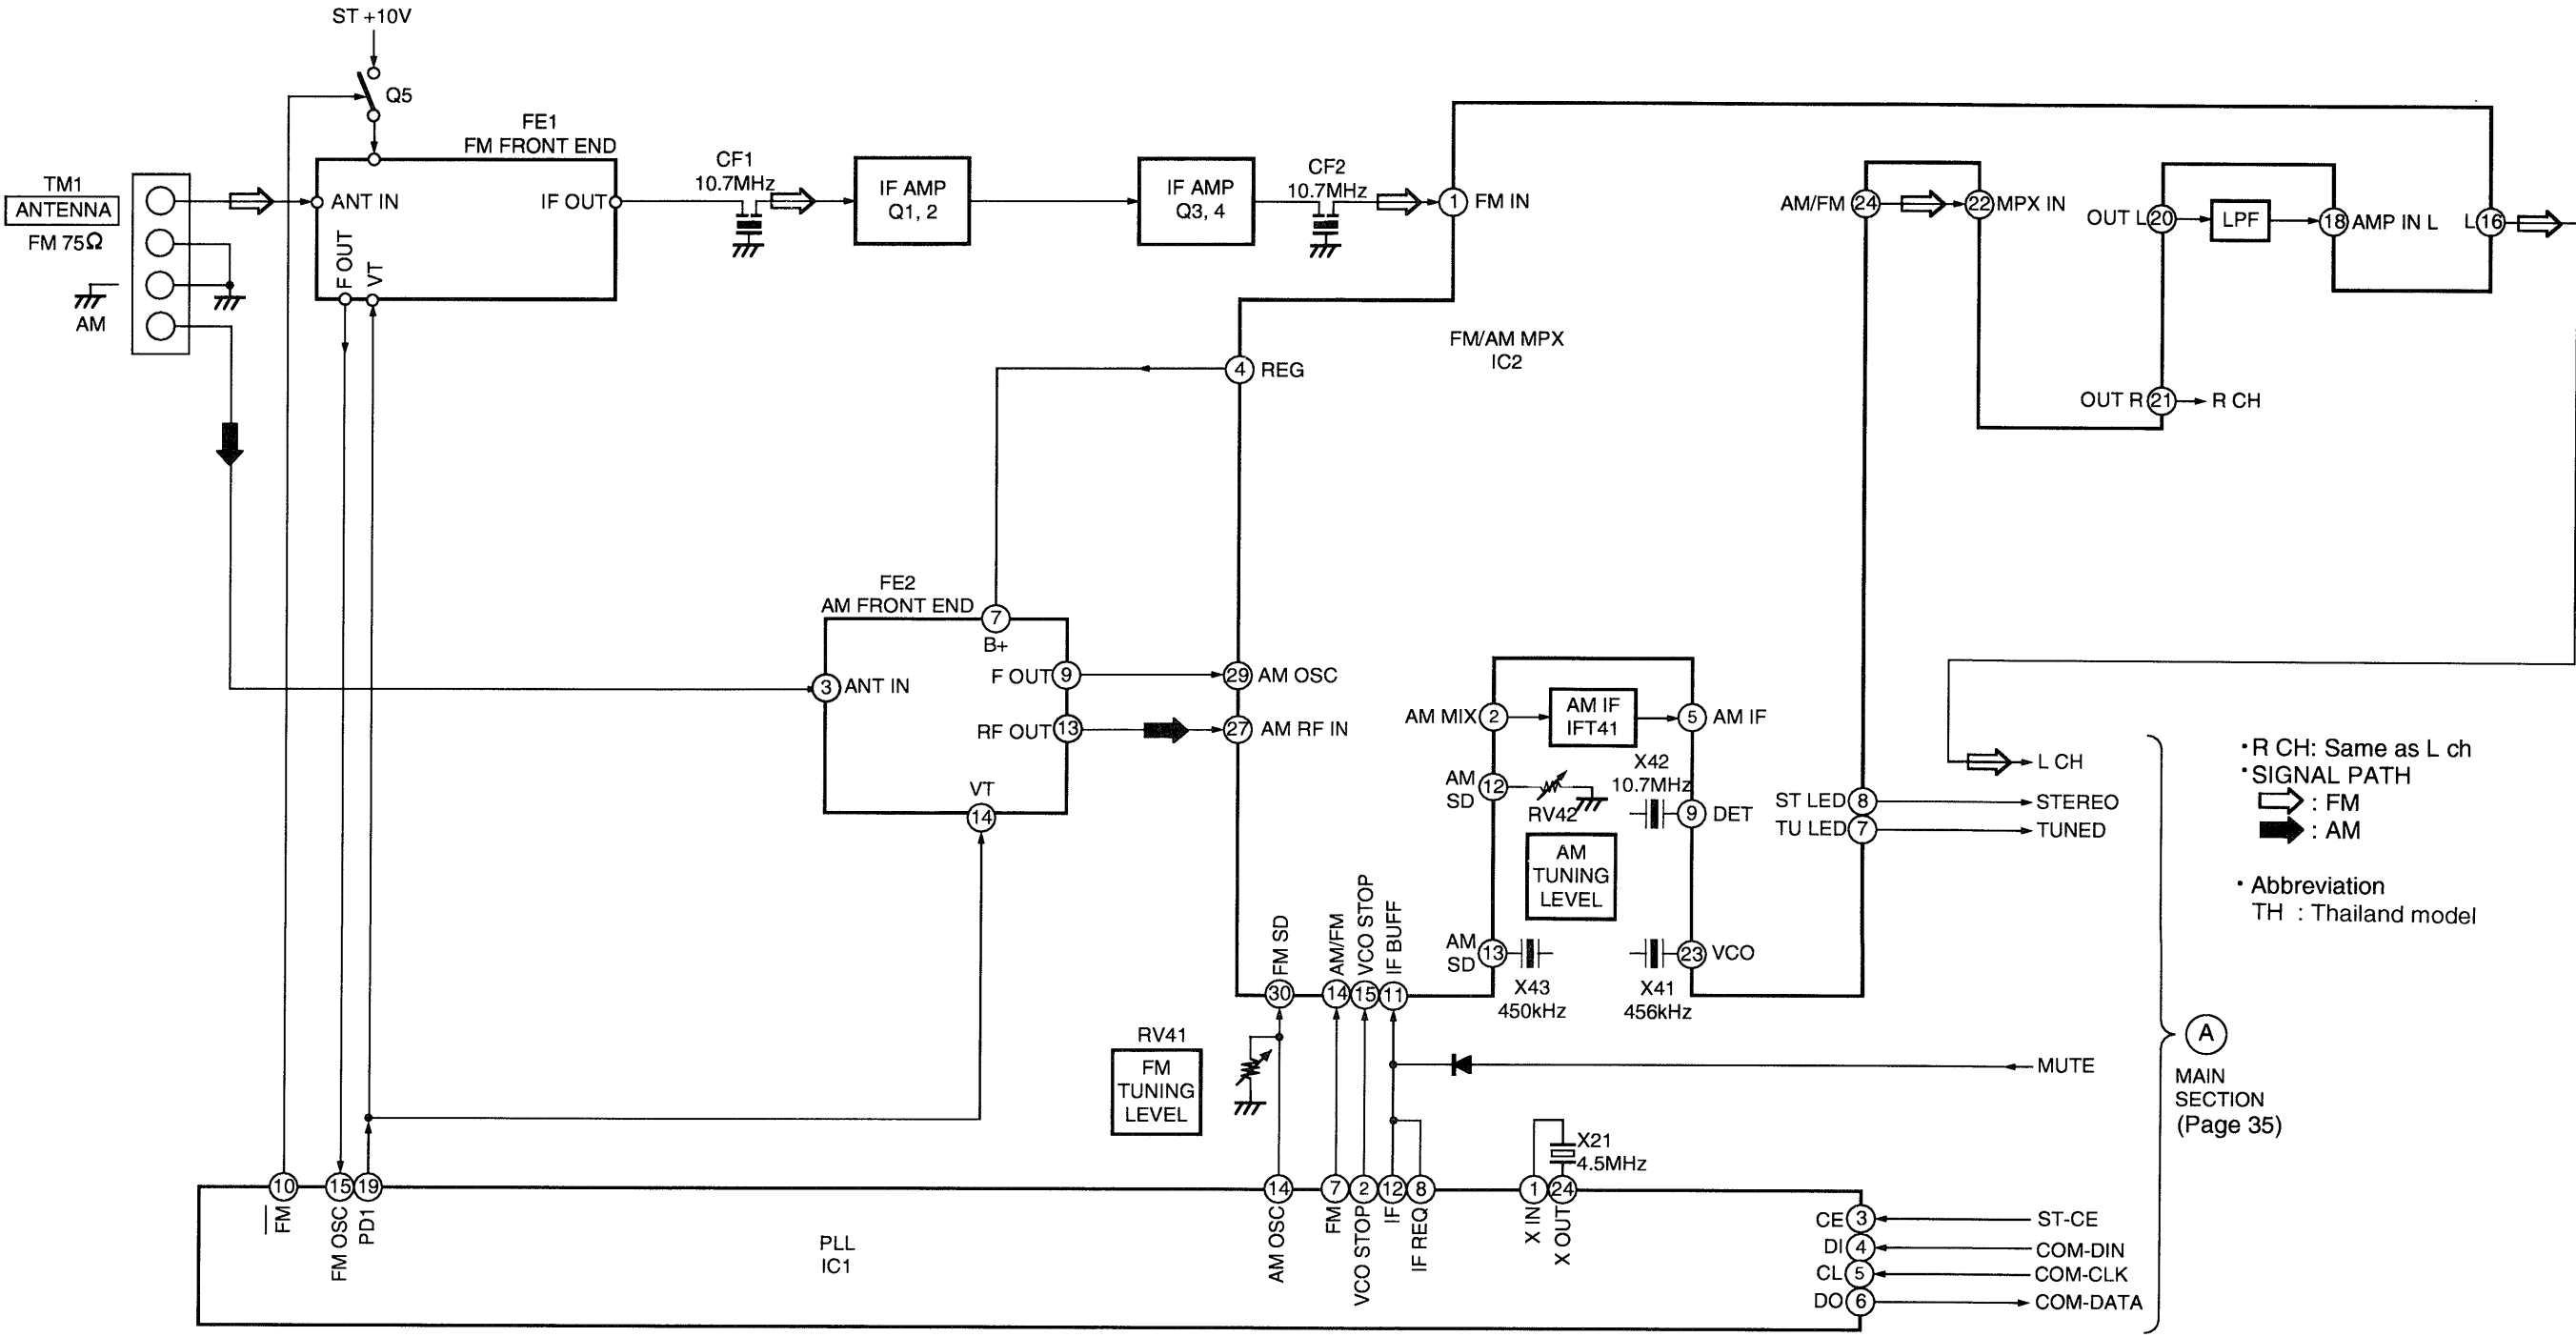 ST +10V
Q5
FE1
FM FRONT END
TM1
ANTENNA
FM 75Ω
AM
ANT IN
IF OUT
F OUT
VT
CF1
10.7MHz
IF AMP
Q1, 2
IF AMP
Q3, 4
CF2
10.7MHz
1 FM IN
AM/FM 24
22 MPX IN
OUT L 20
LPF
18 AMP IN L
L 16
FM/AM MPX
IC2
4 REG
OUT R 21
R CH
FE2
AM FRONT END
7
B+
3 ANT IN
F OUT 9
RF OUT 13
VT
14
29 AM OSC
27 AM RF IN
AM MIX 2
AM IF
IFT41
5 AM IF
AM
SD
12
RV42
X42
10.7MHz
9 DET
AM
TUNING
LEVEL
AM
SD
13
X43
450kHz
X41
456kHz
23 VCO
ST LED 8
STEREO
TU LED 7
TUNED
L CH
• R CH: Same as L ch
• SIGNAL PATH
: FM
: AM
• Abbreviation
TH : Thailand model
FM SD
AM/FM
VCO STOP
IF BUFF
30
14
15
11
RV41
FM
TUNING
LEVEL
MUTE
A
MAIN
SECTION
(Page 35)
X21
4.5MHz
10
15
19
14
7
2
12
8
1
24
FM
FM OSC
PD1
AM OSC
FM
VCO STOP
IF
IF REQ
X IN
X OUT
PLL
IC1
CE 3
ST-CE
DI 4
COM-DIN
CL 5
COM-CLK
DO 6
COM-DATA